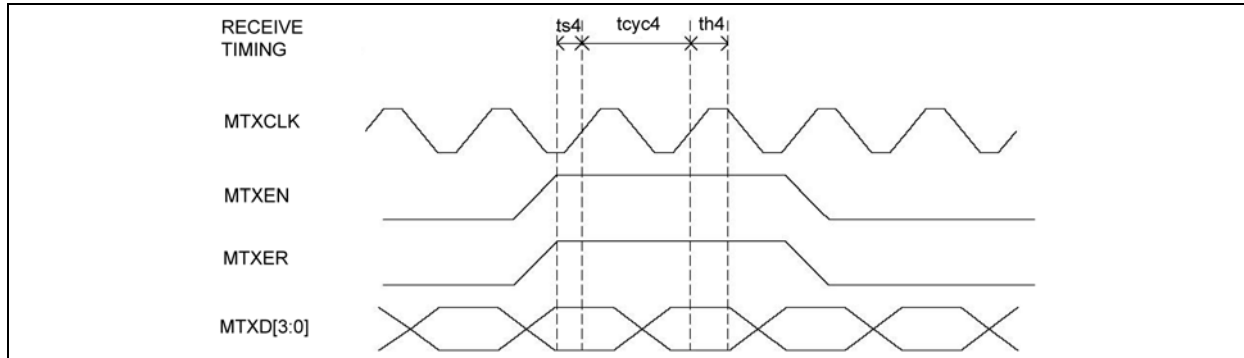 RECEIVE
TIMING
ts4 tcyc4 th4
MTXCLK
MTXEN
MTXER
MTXD[3:0]